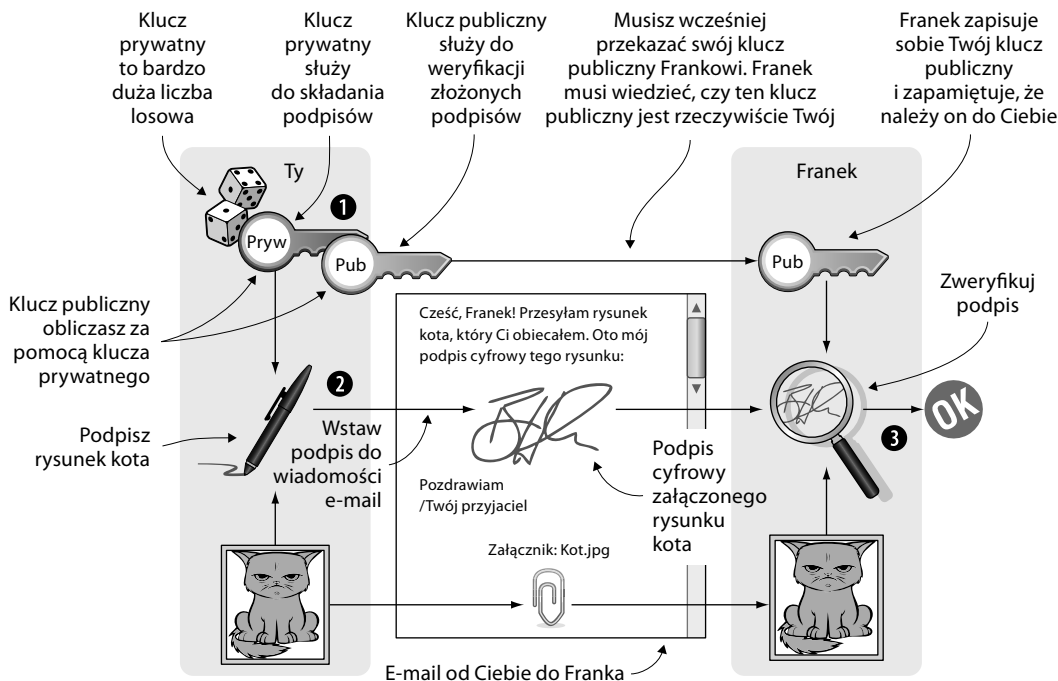 Klucz
prywatny
to bardzo
duża liczba
losowa
Klucz
prywatny
służy
do składania
podpisów
Klucz publiczny
służy do
weryfikacji
złożonych
podpisów
Musisz wcześniej
przekazać swój klucz
publiczny Frankowi. Franek
musi wiedzieć, czy ten klucz
publiczny jest rzeczywiście Twój
Franek zapisuje
sobie Twój klucz
publiczny
i zapamiętuje, że
należy on do Ciebie
Ty
Franek
1
Pryw
Pub
Pub
Klucz publiczny
obliczasz za
pomocą klucza
prywatnego
Cześć, Franek! Przesyłam rysunek
kota, który Ci obiecałem. Oto mój
podpis cyfrowy tego rysunku:
Zweryfikuj
podpis
2
Wstaw
podpis do
wiadomości
e-mail
Podpisz
rysunek kota
OK
3
Podpis
cyfrowy
załączonego
rysunku
kota
Pozdrawiam
/Twój przyjaciel
Załącznik: Kot.jpg
E-mail od Ciebie do Franka